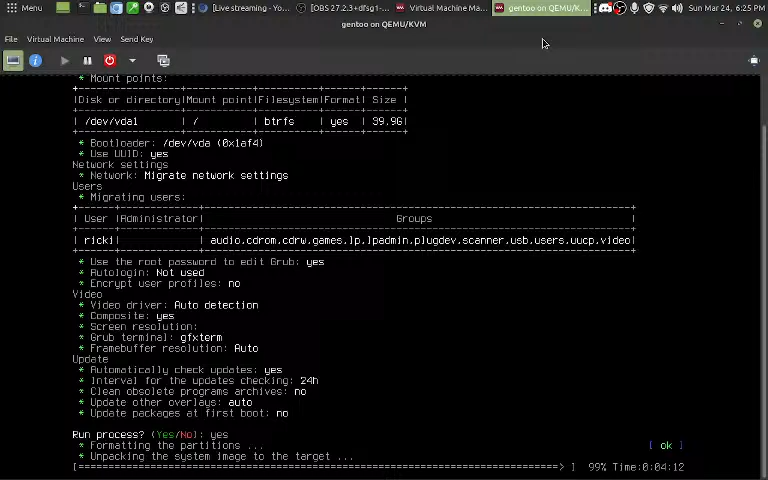 Menu [Live streaming - Yo... [OBS 27.2.3+dfsg1-... Virtual Machine Ma... gentoo on QEMU/K... Sun Mar 24, 6:25 PM
gentoo on QEMU/KVM
File Virtual Machine View Send Key
* Mount points:
|Disk or directory|Mount point|Filesystem|Format| Size |
| /dev/vda1 | / | btrfs | yes | 39.9G|
* Bootloader: /dev/vda (0x1af4)
* Use UUID: yes
Network settings
* Network: Migrate network settings
Users
* Migrating users:
| User |Administrator| Groups |
| ricki| | audio,cdrom,cdrw,games,lp,lpadmin,plugdev,scanner,usb,users,uucp,video|
* Use the root password to edit Grub: yes
* Autologin: Not used
* Encrypt user profiles: no
Video
* Video driver: Auto detection
* Composite: yes
* Screen resolution:
* Grub terminal: gfxterm
* Framebuffer resolution: Auto
Update
* Automatically check updates: yes
* Interval for the updates checking: 24h
* Clean obsolete programs archives: no
* Update other overlays: auto
* Update packages at first boot: no
Run process? (Yes/No): yes
* Formatting the partitions ... [ ok ]
* Unpacking the system image to the target ...
[==============================================================================> ] 99% Time:0:04:12